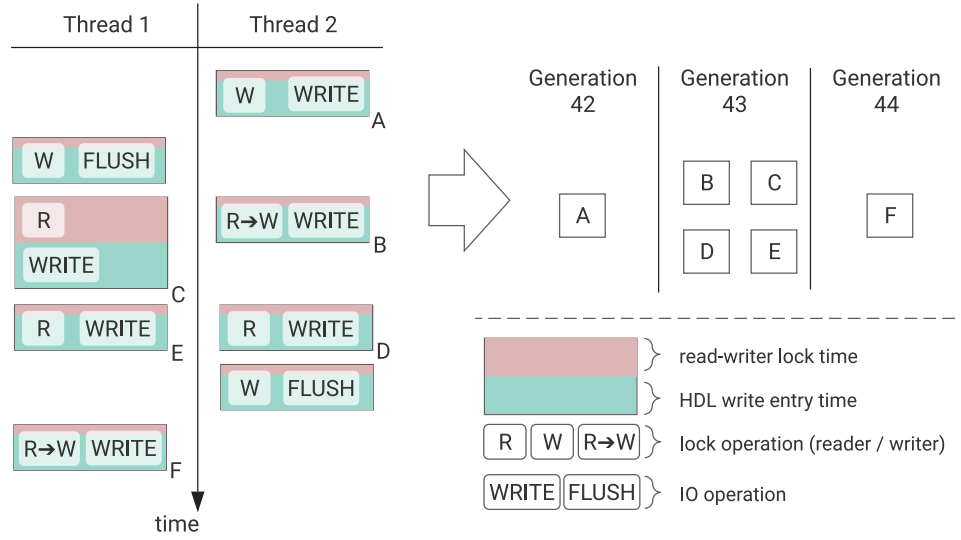 Thread 1
Thread 2
W WRITE
A
W FLUSH
R
WRITE
C
R➔W WRITE
B
R WRITE
E
R WRITE
D
W FLUSH
R➔W WRITE
F
time
Generation
42
Generation
43
Generation
44
A
B C
D E
F
read-writer lock time
HDL write entry time
R W R➔W
lock operation (reader / writer)
WRITE FLUSH
IO operation